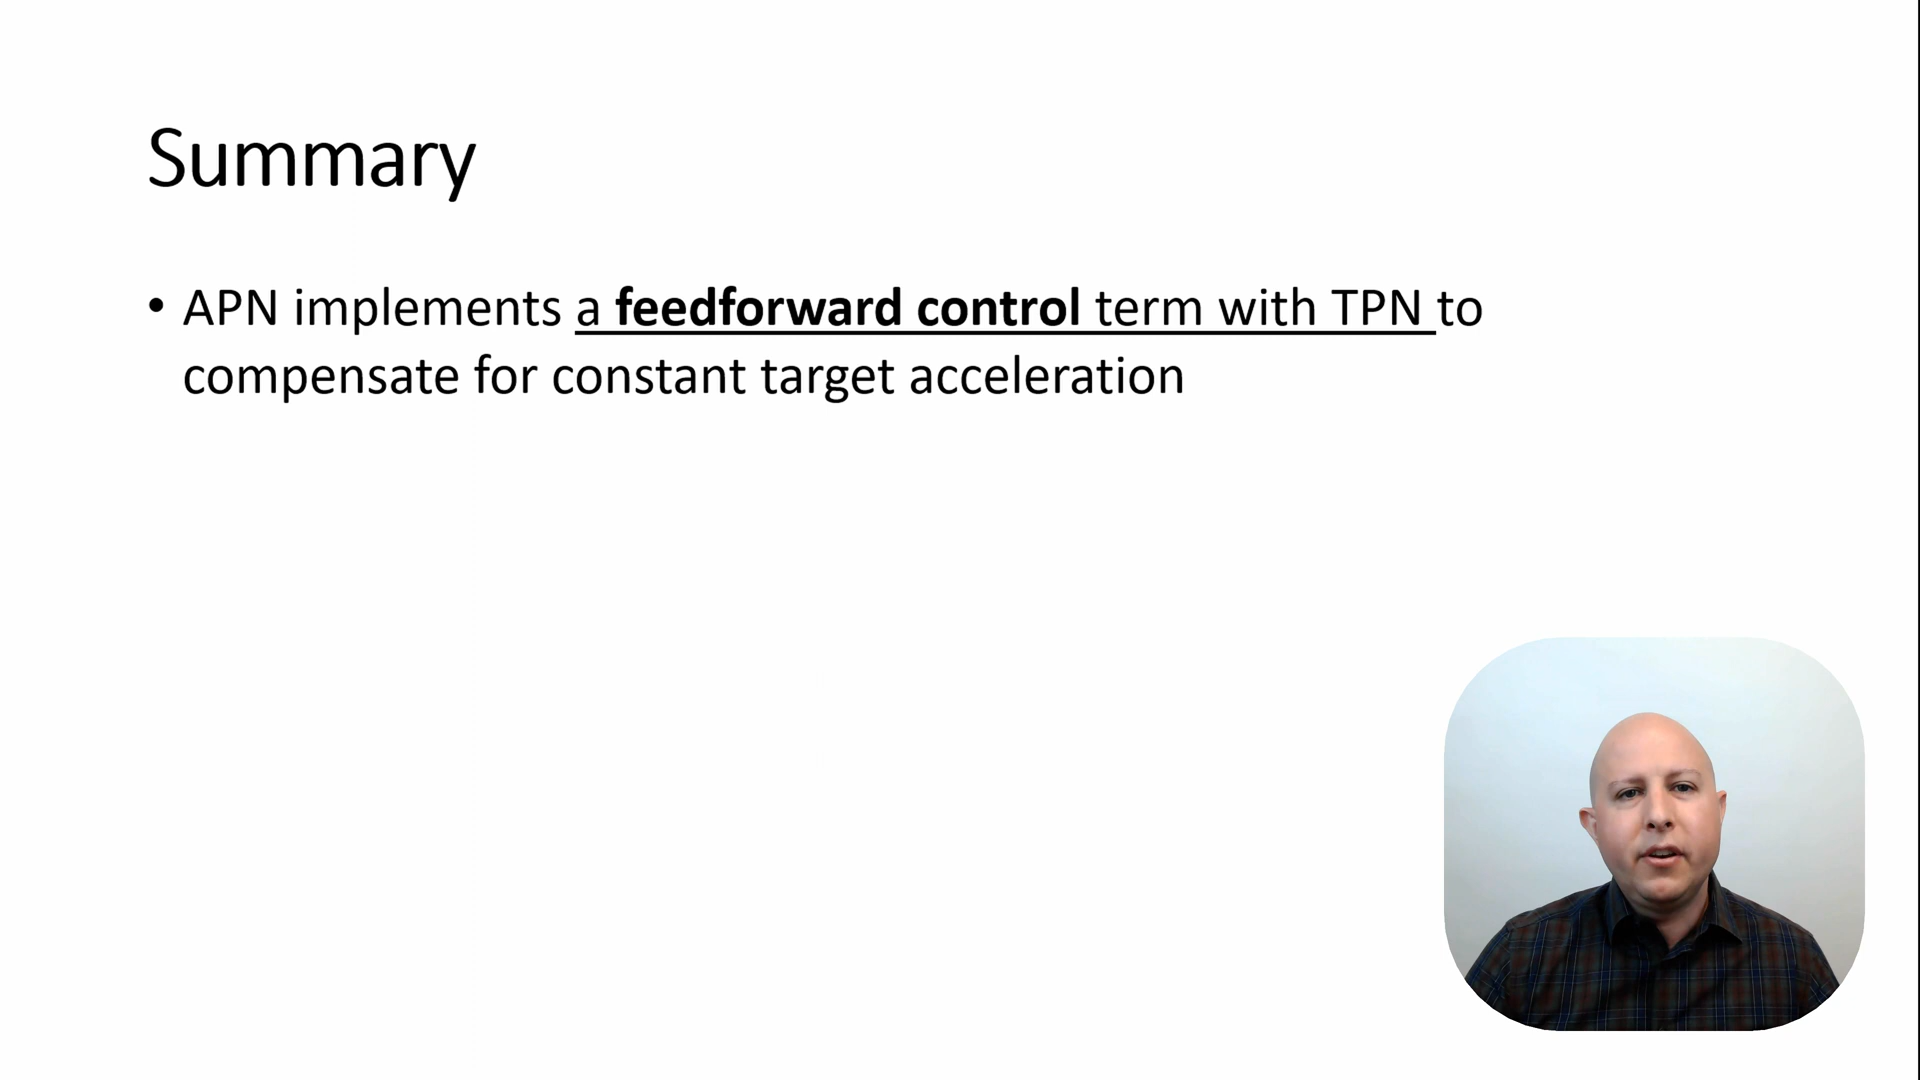 Summary
• APN implements a feedforward control term with TPN to
compensate for constant target acceleration